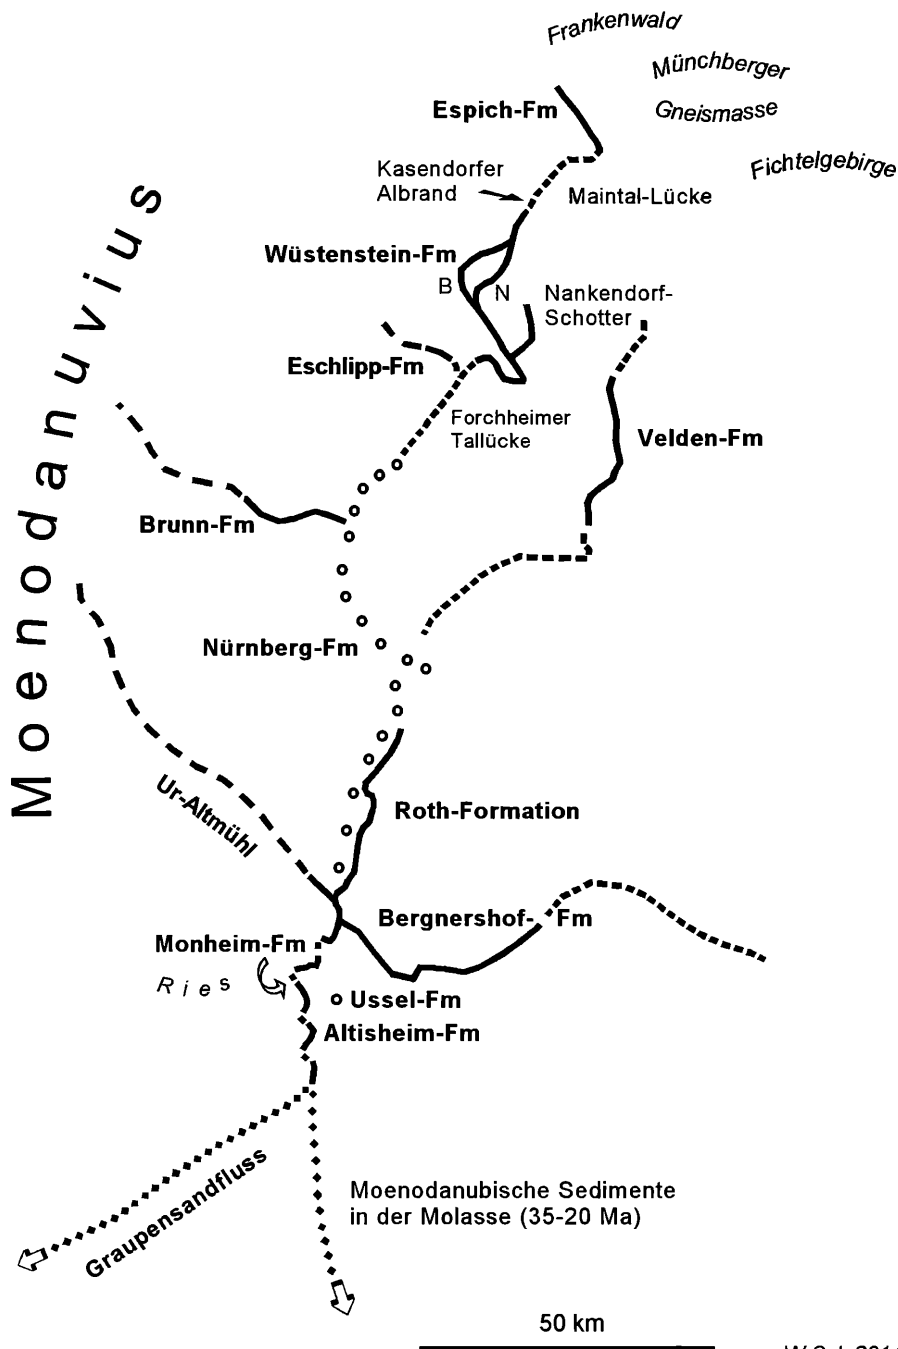 Frankenwald
Münchberger
Gneismasse
Fichtelgebirge
Espich-Fm
Kasendorfer
Albrand
Maintal-Lücke
Wüstenstein-Fm
B
N
Nankendorf-
Schotter
Eschlipp-Fm
Forchheimer
Tallücke
Velden-Fm
Brunn-Fm
Moenodanuvius
Nürnberg-Fm
Ur-Altmühl
Roth-Formation
Bergnershof- Fm
Monheim-Fm
Ries
Ussel-Fm
Altisheim-Fm
Graupensandfluss
Moenodanubische Sedimente
in der Molasse (35-20 Ma)
50 km